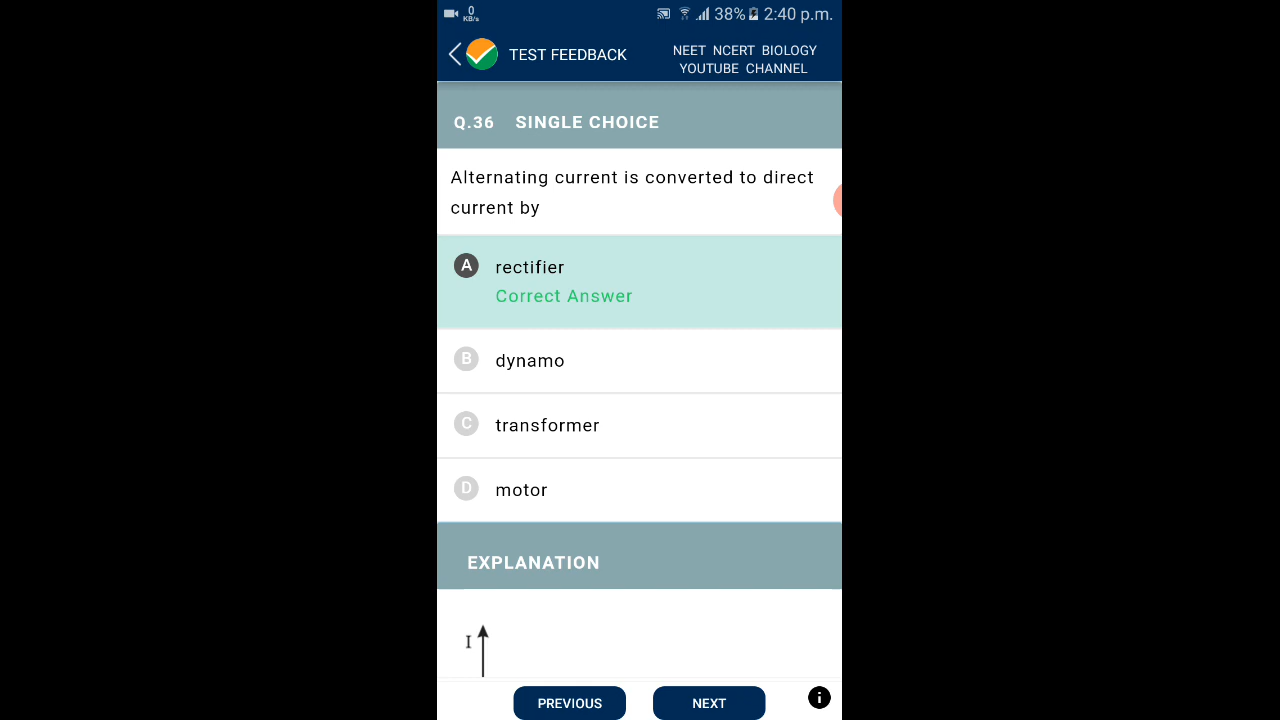 0
KB/s
38%
2:40 p.m.
TEST FEEDBACK
NEET NCERT BIOLOGY
YOUTUBE CHANNEL
Q.36 SINGLE CHOICE
Alternating current is converted to direct
current by
A rectifier
Correct Answer
B dynamo
C transformer
D motor
EXPLANATION
I
PREVIOUS
NEXT
i